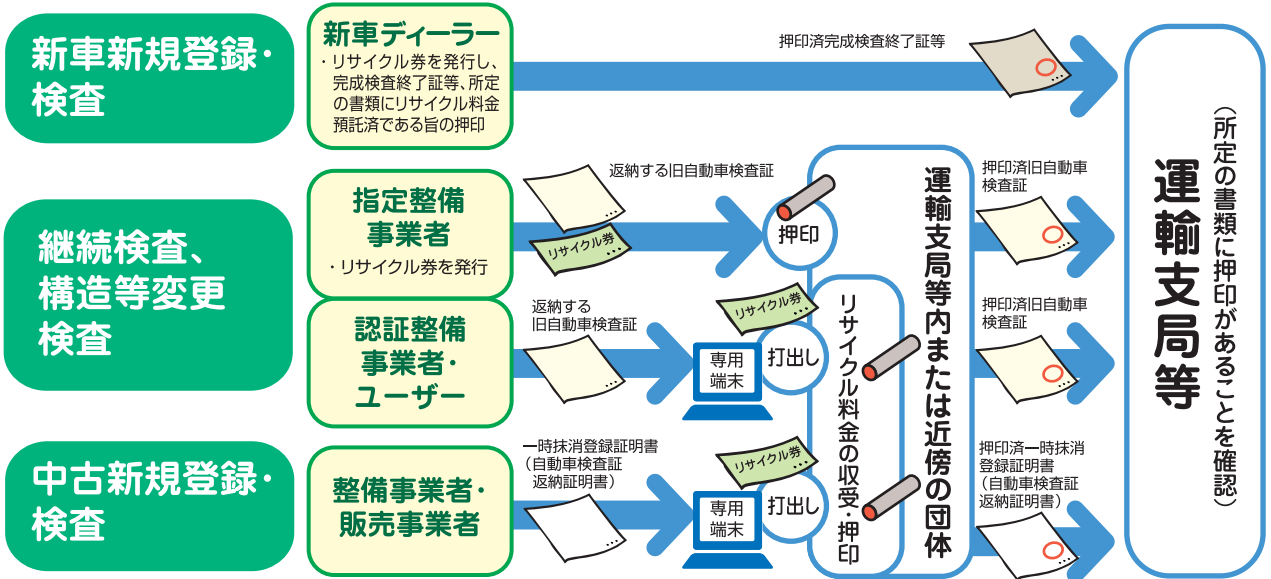 新車新規登録・
検査
新車ディーラー
・リサイクル券を発行し、
完成検査終了証等、所定
の書類にリサイクル料金
預託済である旨の押印
押印済完成検査終了証等
継続検査、
構造等変更
検査
指定整備
事業者
・リサイクル券を発行
返納する旧自動車検査証
リサイクル券
押印
押印済旧自動車
検査証
認証整備
事業者・
ユーザー
返納する
旧自動車検査証
専用
端末
リサイクル券
打出し
押印済旧自動車
検査証
中古新規登録・
検査
整備事業者・
販売事業者
一時抹消登録証明書
（自動車検査証
返納証明書）
専用
端末
リサイクル券
打出し
リサイクル料金の収受・押印
運輸支局等内または近傍の団体
押印済一時抹消
登録証明書
（自動車検査証
返納証明書）
運輸支局等
（所定の書類に押印があることを確認）